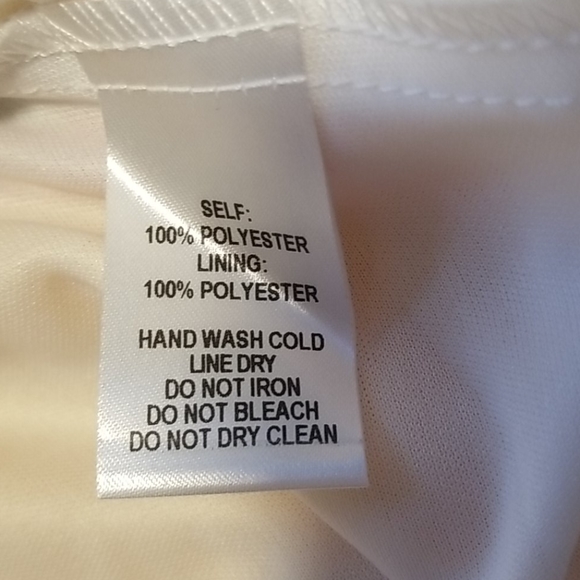 SELF:
100% POLYESTER
LINING:
100% POLYESTER
HAND WASH COLD
LINE DRY
DO NOT IRON
DO NOT BLEACH
DO NOT DRY CLEAN